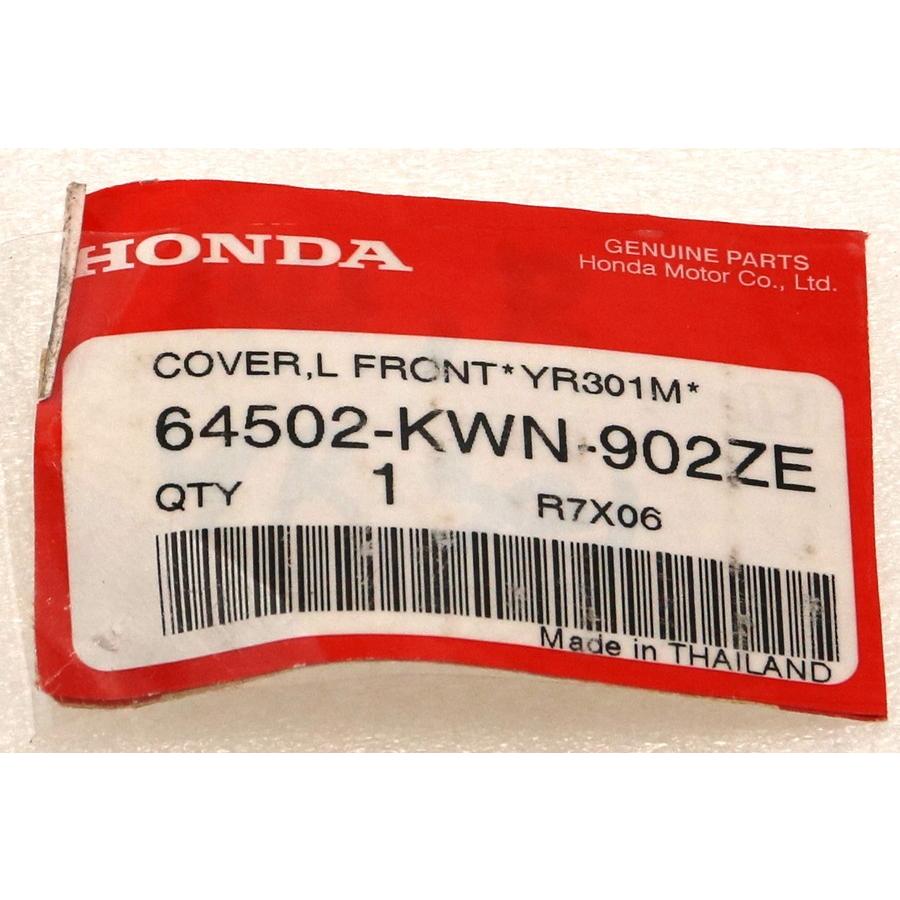 HONDA
GENUINE PARTS
Honda Motor Co., Ltd.
COVER,L FRONT*YR301M*
64502-KWN-902ZE
QTY 1 R7X06
Made in THAILAND